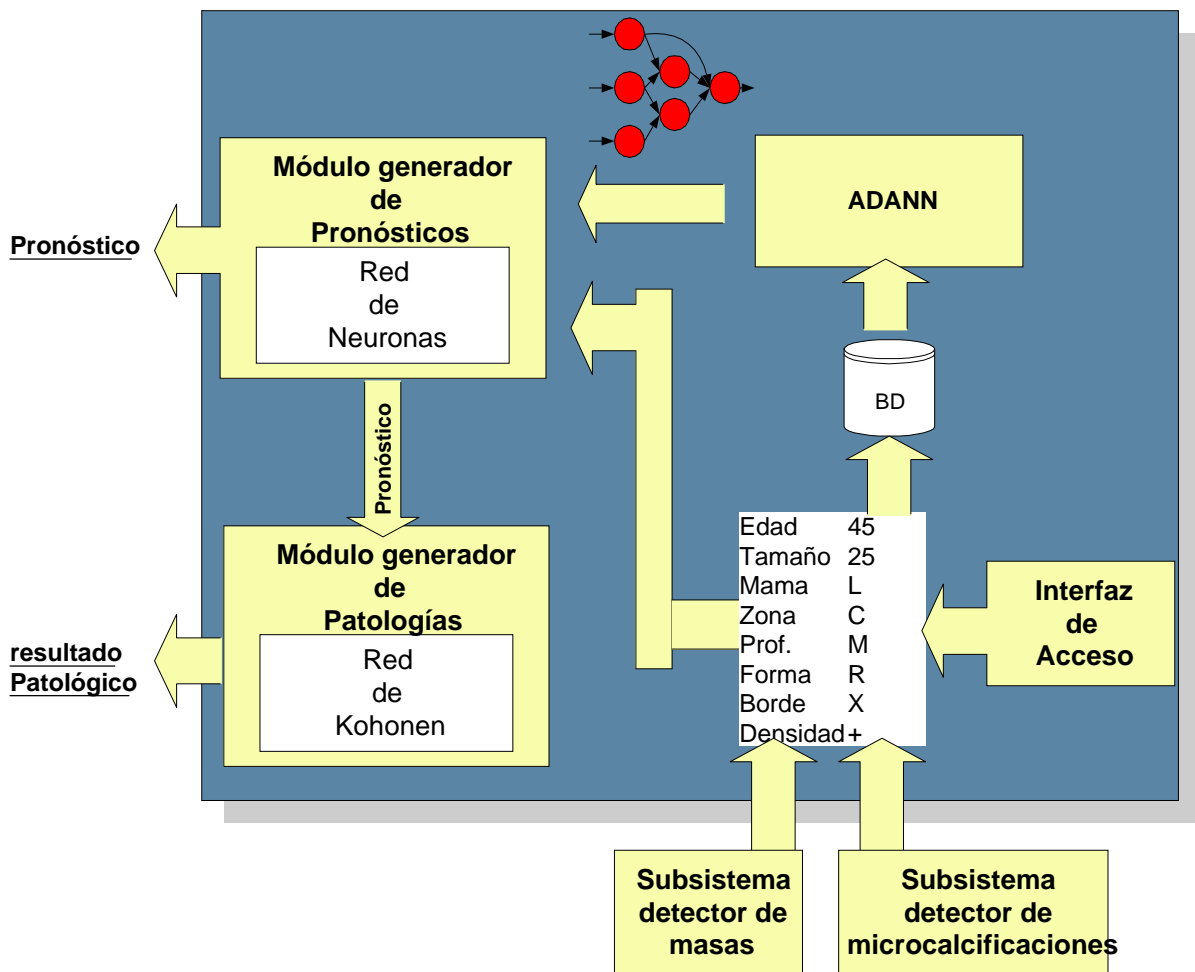 Módulo generador
de
Pronósticos
Red
de
Neuronas
ADANN
Pronóstico
BD
Pronóstico
Edad 45
Tamaño 25
Mama L
Zona C
Prof. M
Forma R
Borde X
Densidad +
Interfaz
de
Acceso
Módulo generador
de
Patologías
Red
de
Kohonen
resultado
Patológico
Subsistema
detector de
masas
Subsistema
detector de
microcalcificaciones